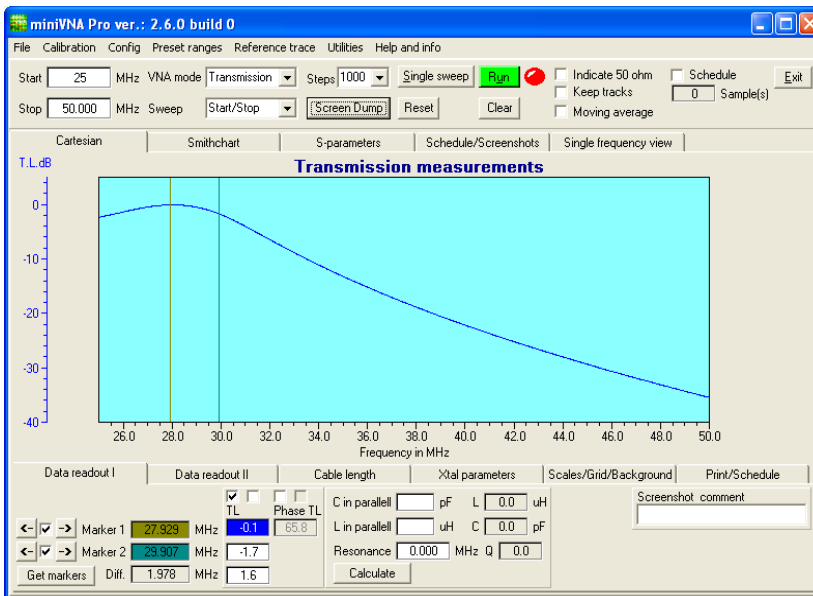 miniVNA Pro ver.: 2.6.0 build 0
File Calibration Config Preset ranges Reference trace Utilities Help and info
Start 25 MHz VNA mode Transmission Steps 1000 Single sweep Run Indicate 50 ohm Schedule Exit
Keep tracks 0 Sample(s)
Stop 50.000 MHz Sweep Start/Stop Screen Dump Reset Clear Moving average
Cartesian Smithchart S-parameters Schedule/Screenshots Single frequency view
T.L.dB Transmission measurements
0
-10
-20
-30
-40
26.0 28.0 30.0 32.0 34.0 36.0 38.0 40.0 42.0 44.0 46.0 48.0 50.0
Frequency in MHz
Data readout I Data readout II Cable length Xtal parameters Scales/Grid/Background Print/Schedule
TL Phase TL C in parallell pF L 0.0 uH Screenshot comment
<- -> Marker 1 27.929 MHz -0.1 65.8 L in parallell uH C 0.0 pF
<- -> Marker 2 29.907 MHz -1.7 Resonance 0.000 MHz Q 0.0
Get markers Diff. 1.978 MHz 1.6 Calculate